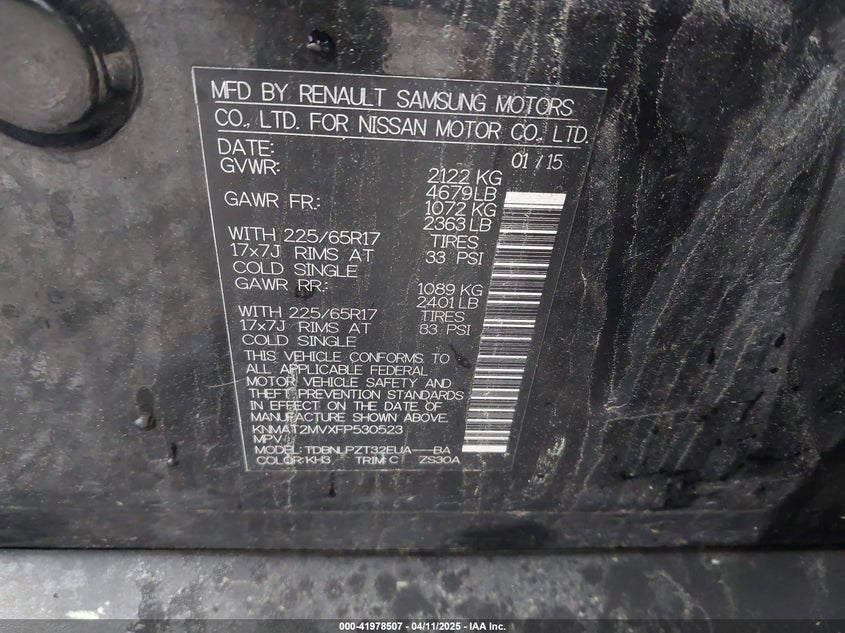 MFD BY RENAULT SAMSUNG MOTORS
CO., LTD. FOR NISSAN MOTOR CO., LTD.
DATE: 01/15
GVWR: 2122 KG
4679LB
GAWR FR.: 1072 KG
2363 LB
WITH 225/65R17 TIRES
17x7J RIMS AT 33 PSI
COLD SINGLE
GAWR RR.: 1089 KG
2401 LB
WITH 225/65R17 TIRES
17x7J RIMS AT 33 PSI
COLD SINGLE
THIS VEHICLE CONFORMS TO
ALL APPLICABLE FEDERAL
MOTOR VEHICLE SAFETY AND
THEFT PREVENTION STANDARDS
IN EFFECT ON THE DATE OF
MANUFACTURE SHOWN ABOVE.
KNMAT2MVXFP530523
MPV
MODEL: TDBNLPZT32EUA---BA
COLOR:KH3 TRIM:C ZS30A
000-41978507 - 04/11/2025 - IAA Inc.